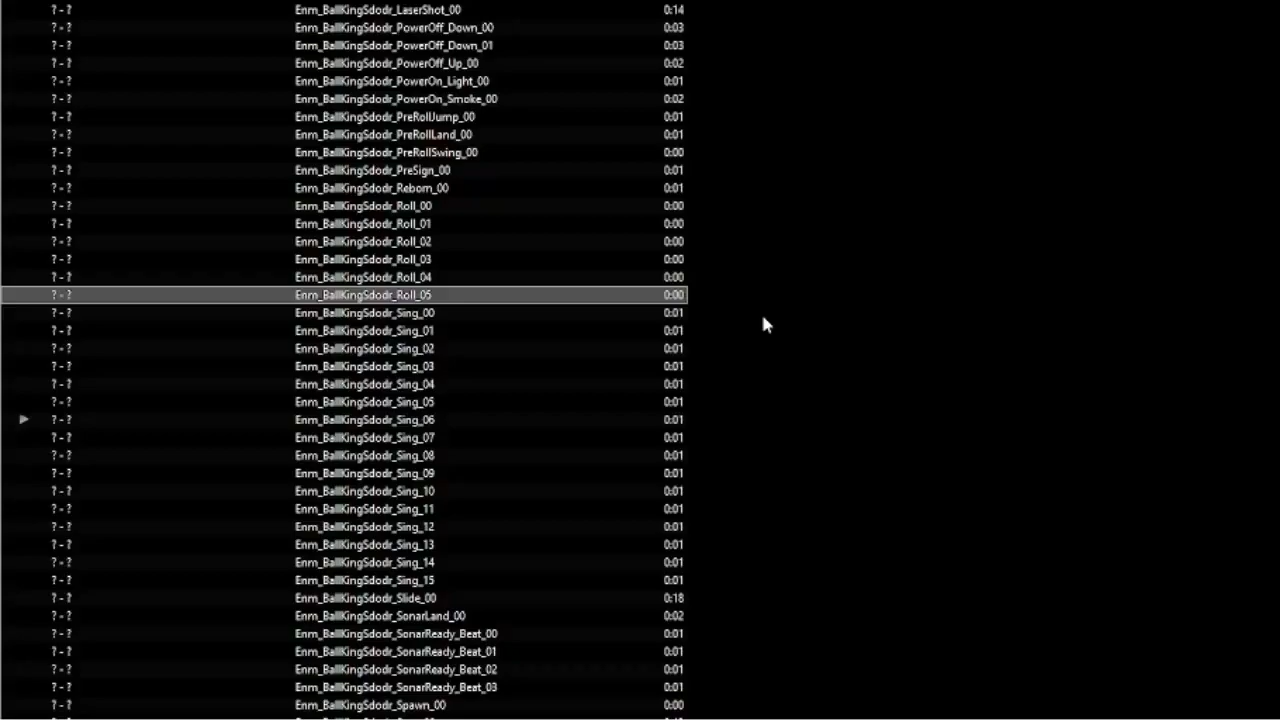 ? - ? Enm_BallKingSdodr_LaserShot_00 0:14
? - ? Enm_BallKingSdodr_PowerOff_Down_00 0:03
? - ? Enm_BallKingSdodr_PowerOff_Down_01 0:03
? - ? Enm_BallKingSdodr_PowerOff_Up_00 0:02
? - ? Enm_BallKingSdodr_PowerOn_Light_00 0:01
? - ? Enm_BallKingSdodr_PowerOn_Smoke_00 0:02
? - ? Enm_BallKingSdodr_PreRollJump_00 0:01
? - ? Enm_BallKingSdodr_PreRollLand_00 0:01
? - ? Enm_BallKingSdodr_PreRollSwing_00 0:00
? - ? Enm_BallKingSdodr_PreSign_00 0:01
? - ? Enm_BallKingSdodr_Reborn_00 0:01
? - ? Enm_BallKingSdodr_Roll_00 0:00
? - ? Enm_BallKingSdodr_Roll_01 0:00
? - ? Enm_BallKingSdodr_Roll_02 0:00
? - ? Enm_BallKingSdodr_Roll_03 0:00
? - ? Enm_BallKingSdodr_Roll_04 0:00
? - ? Enm_BallKingSdodr_Roll_05 0:00
? - ? Enm_BallKingSdodr_Sing_00 0:01
? - ? Enm_BallKingSdodr_Sing_01 0:01
? - ? Enm_BallKingSdodr_Sing_02 0:01
? - ? Enm_BallKingSdodr_Sing_03 0:01
? - ? Enm_BallKingSdodr_Sing_04 0:01
? - ? Enm_BallKingSdodr_Sing_05 0:01
? - ? Enm_BallKingSdodr_Sing_06 0:01
? - ? Enm_BallKingSdodr_Sing_07 0:01
? - ? Enm_BallKingSdodr_Sing_08 0:01
? - ? Enm_BallKingSdodr_Sing_09 0:01
? - ? Enm_BallKingSdodr_Sing_10 0:01
? - ? Enm_BallKingSdodr_Sing_11 0:01
? - ? Enm_BallKingSdodr_Sing_12 0:01
? - ? Enm_BallKingSdodr_Sing_13 0:01
? - ? Enm_BallKingSdodr_Sing_14 0:01
? - ? Enm_BallKingSdodr_Sing_15 0:01
? - ? Enm_BallKingSdodr_Slide_00 0:18
? - ? Enm_BallKingSdodr_SonarLand_00 0:02
? - ? Enm_BallKingSdodr_SonarReady_Beat_00 0:01
? - ? Enm_BallKingSdodr_SonarReady_Beat_01 0:01
? - ? Enm_BallKingSdodr_SonarReady_Beat_02 0:01
? - ? Enm_BallKingSdodr_SonarReady_Beat_03 0:01
? - ? Enm_BallKingSdodr_Spawn_00 0:00